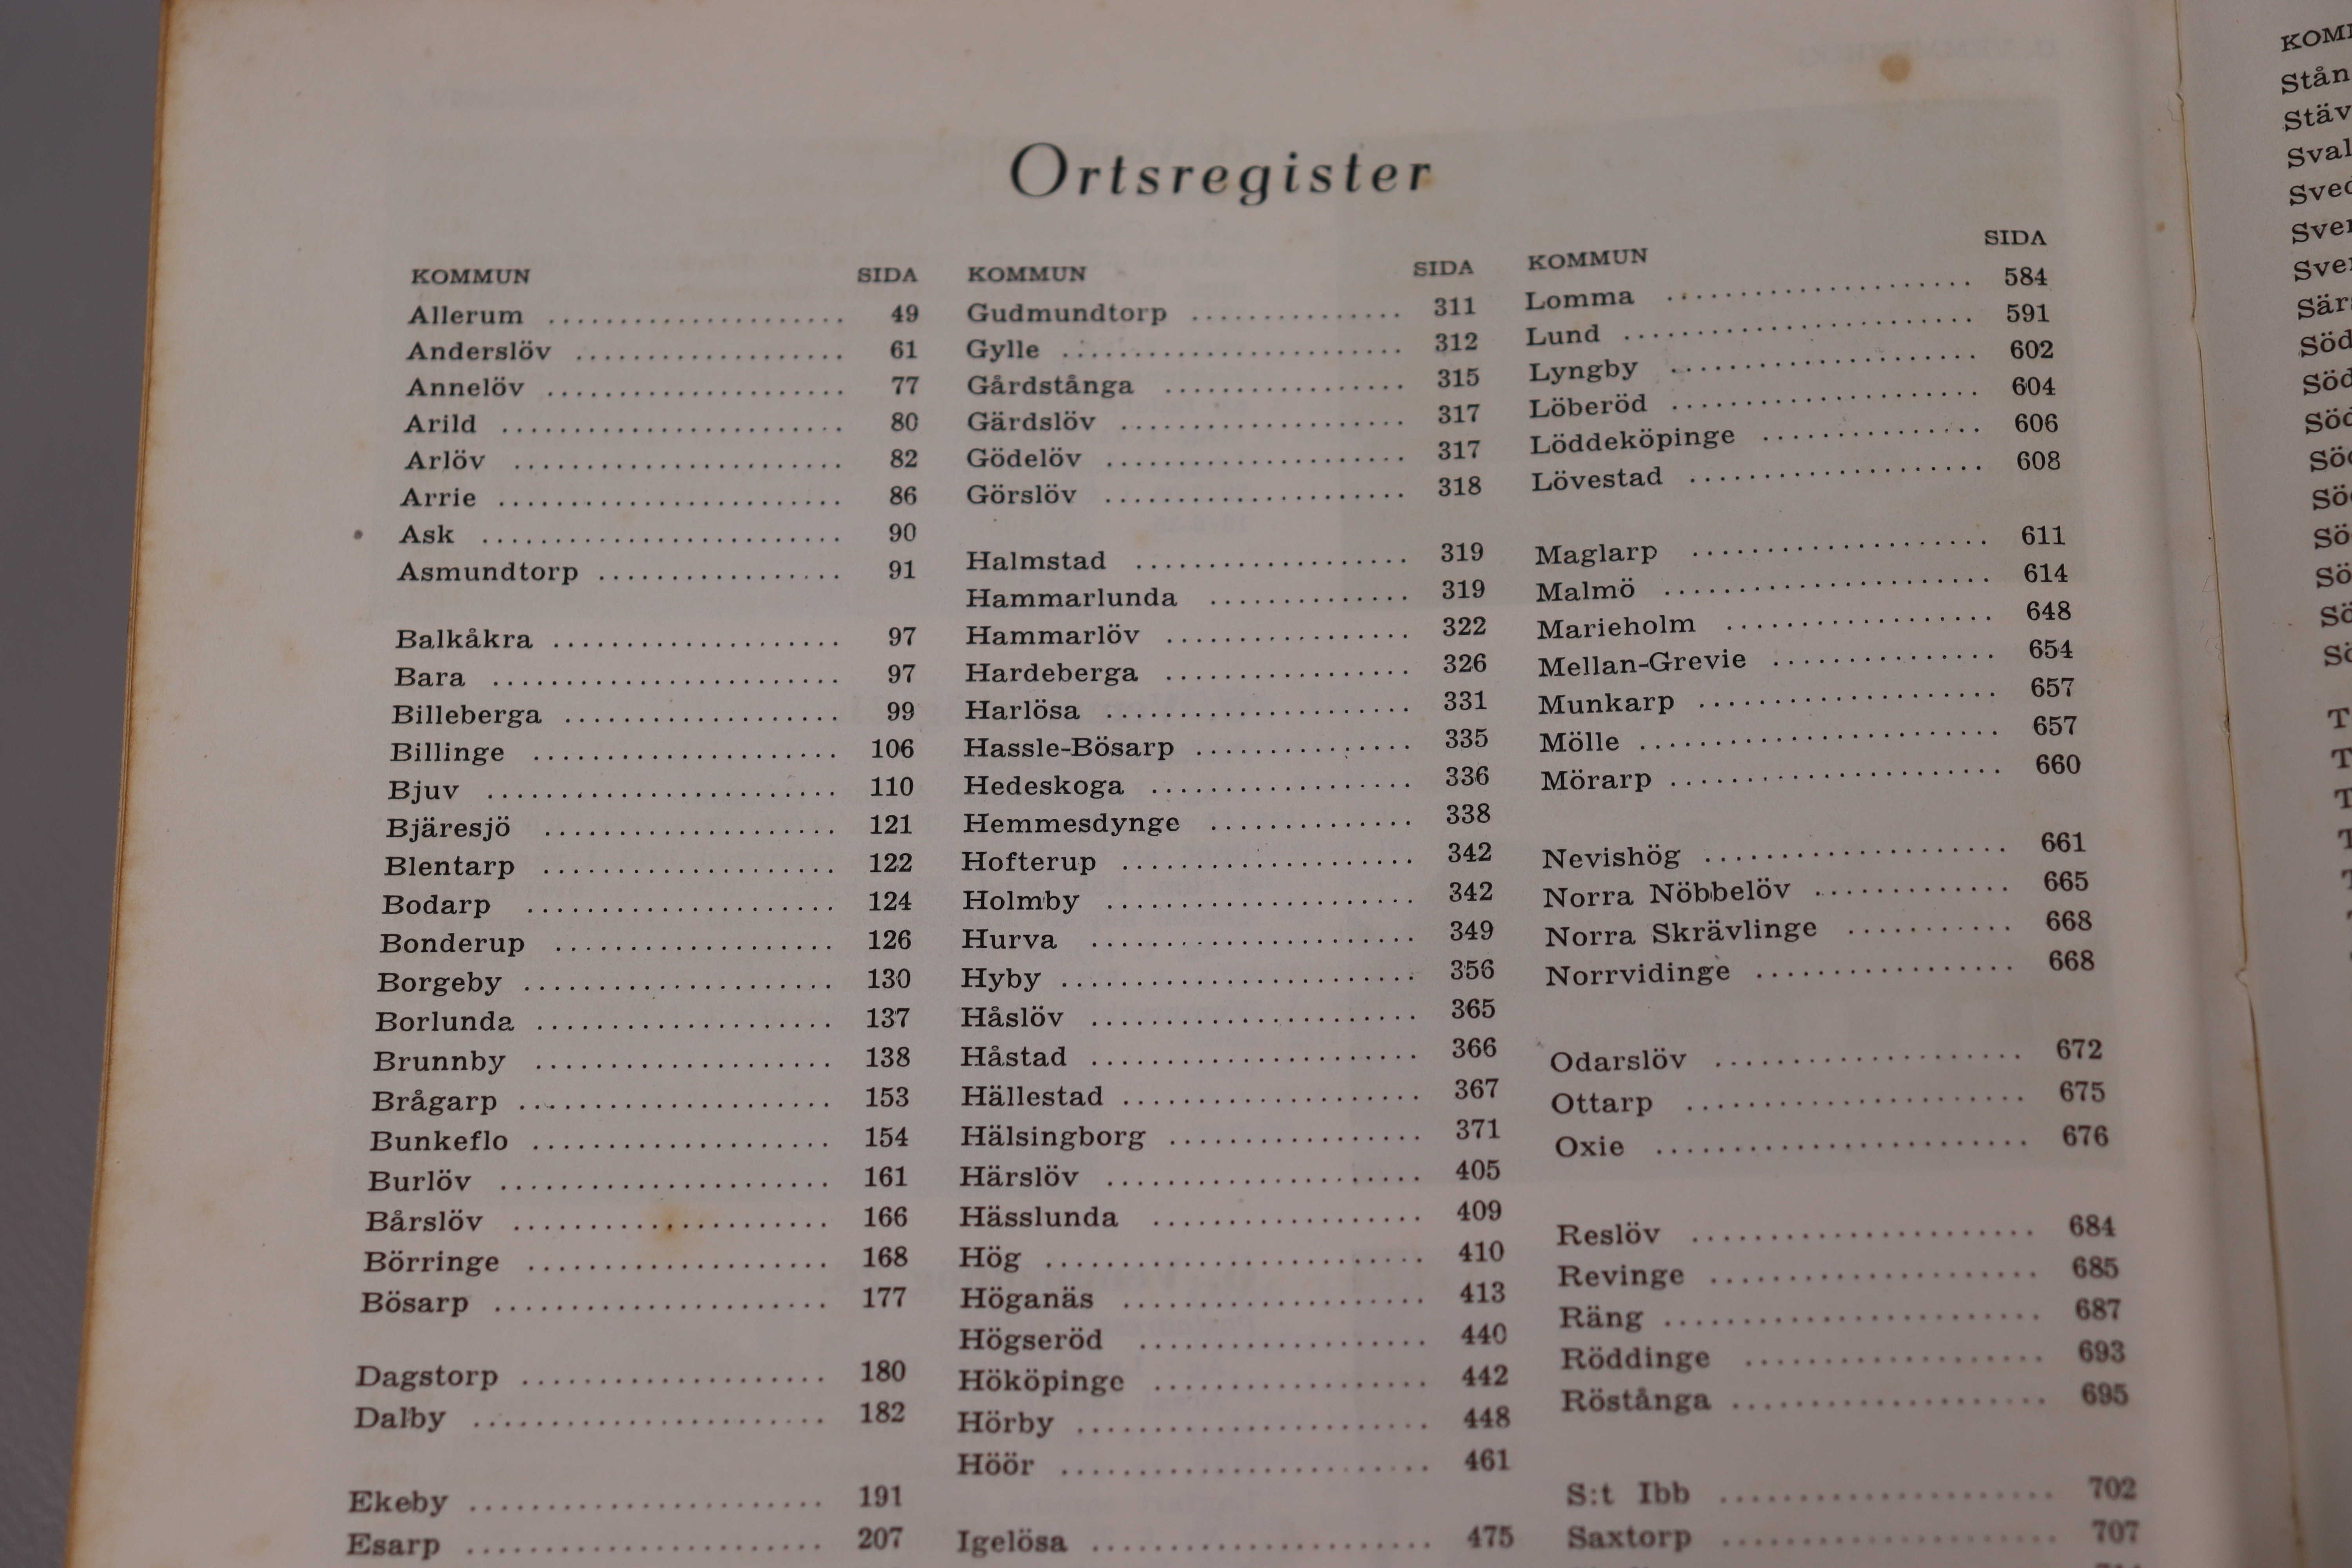 Ortsregister
KOMMUN SIDA
Allerum ..................... 49
Anderslöv ................... 61
Annelöv ..................... 77
Arild ........................ 80
Arlöv ....................... 82
Arrie ........................ 86
Ask ......................... 90
Asmundtorp ................. 91
Balkåkra .................... 97
Bara ........................ 97
Billeberga ................... 99
Billinge ..................... 106
Bjuv ........................ 110
Bjäresjö .................... 121
Blentarp .................... 122
Bodarp ..................... 124
Bonderup ................... 126
Borgeby ..................... 130
Borlunda .................... 137
Brunnby .................... 138
Brågarp ..................... 153
Bunkeflo .................... 154
Burlöv ...................... 161
Bårslöv ..................... 166
Börringe .................... 168
Bösarp ...................... 177
Dagstorp .................... 180
Dalby ....................... 182
Ekeby ....................... 191
Esarp ....................... 207
KOMMUN SIDA
Gudmundtorp ............... 311
Gylle ....................... 312
Gårdstånga ................. 315
Gärdslöv .................... 317
Gödelöv ..................... 317
Görslöv ..................... 318
Halmstad ................... 319
Hammarlunda .............. 319
Hammarlöv ................. 322
Hardeberga ................. 326
Harlösa ..................... 331
Hassle-Bösarp ............... 335
Hedeskoga .................. 336
Hemmesdynge .............. 338
Hofterup .................... 342
Holmby ..................... 342
Hurva ...................... 349
Hyby ........................ 356
Håslöv ...................... 365
Håstad ...................... 366
Hällestad .................... 367
Hälsingborg ................. 371
Härslöv ..................... 405
Hässlunda .................. 409
Hög ......................... 410
Höganäs .................... 413
Högseröd ................... 440
Hököpinge .................. 442
Hörby ....................... 448
Höör ........................ 461
Igelösa ...................... 475
KOMMUN SIDA
Lomma ..................... 584
Lund ........................ 591
Lyngby ..................... 602
Löberöd ..................... 604
Löddeköpinge ............... 606
Lövestad .................... 608
Maglarp .................... 611
Malmö ...................... 614
Marieholm .................. 648
Mellan-Grevie ............... 654
Munkarp .................... 657
Mölle ........................ 657
Mörarp ...................... 660
Nevishög .................... 661
Norra Nöbbelöv ............. 665
Norra Skrävlinge ........... 668
Norrvidinge ................. 668
Odarslöv .................... 672
Ottarp ...................... 675
Oxie ........................ 676
Reslöv ...................... 684
Revinge ..................... 685
Räng ........................ 687
Röddinge .................... 693
Röstånga .................... 695
S:t Ibb ...................... 702
Saxtorp ..................... 707